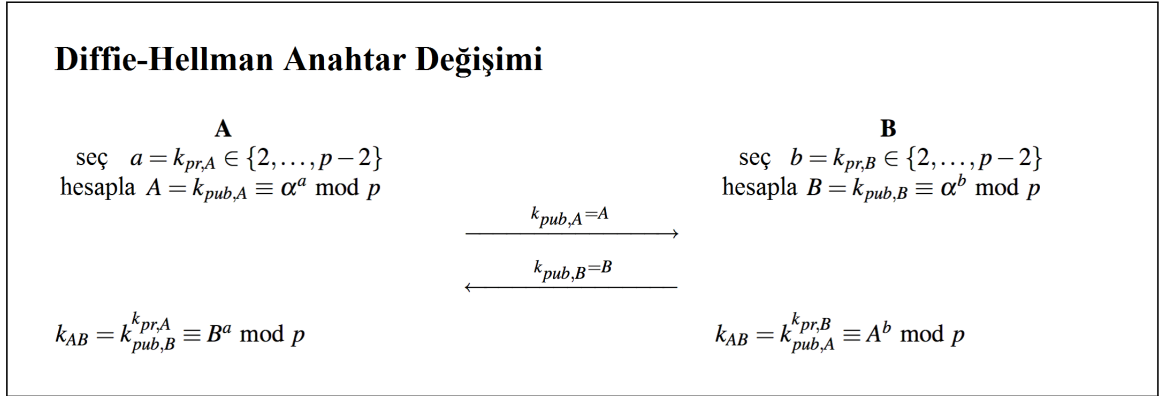 Diffie-Hellman Anahtar Değişimi
A
seç a = k_{pr,A} ∈ {2,…,p−2}
hesapla A = k_{pub,A} ≡ α^a mod p
B
seç b = k_{pr,B} ∈ {2,…,p−2}
hesapla B = k_{pub,B} ≡ α^b mod p
k_{pub,A}=A
k_{pub,B}=B
k_{AB} = k_{pub,B}^{k_{pr,A}} ≡ B^a mod p
k_{AB} = k_{pub,A}^{k_{pr,B}} ≡ A^b mod p